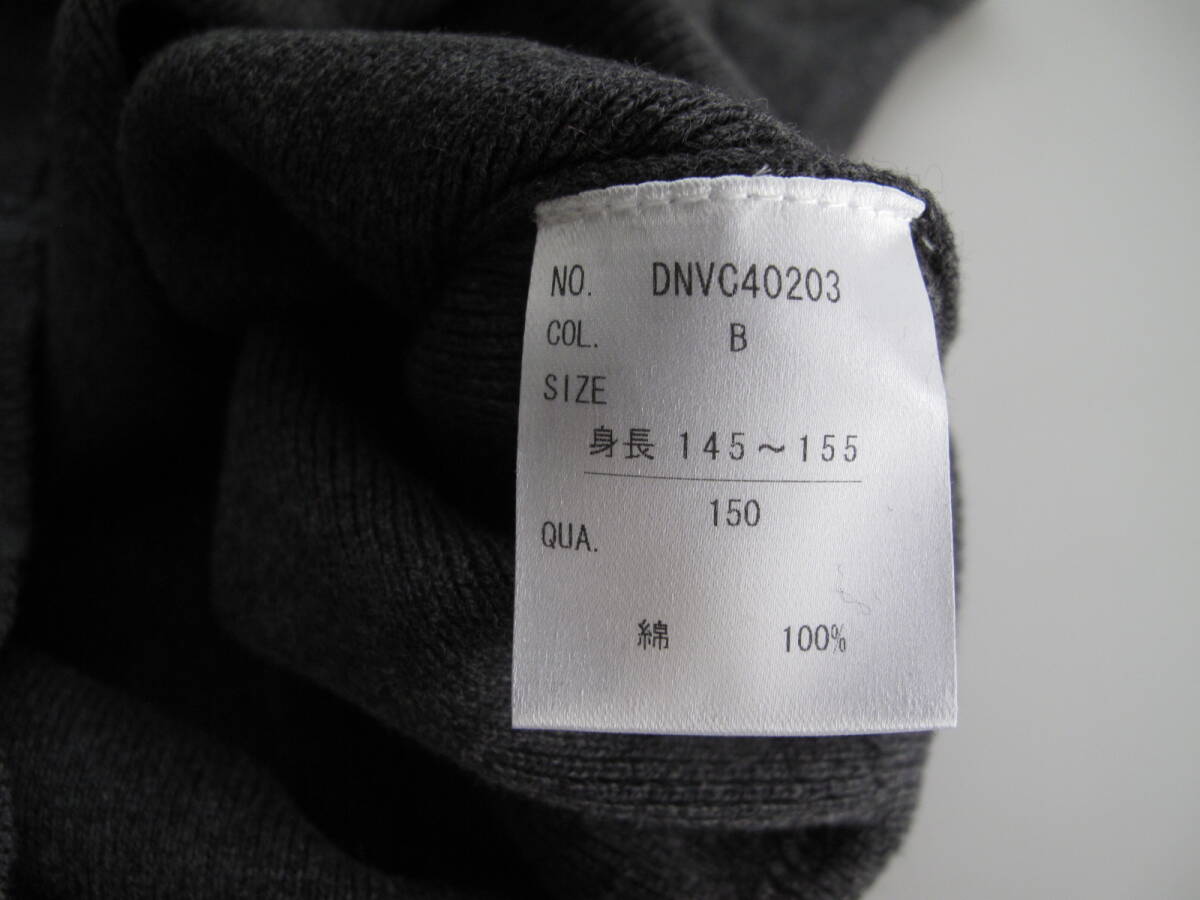 NO. DNVC40203
COL. B
SIZE
身長 145～155
150
QUA.
綿 100%